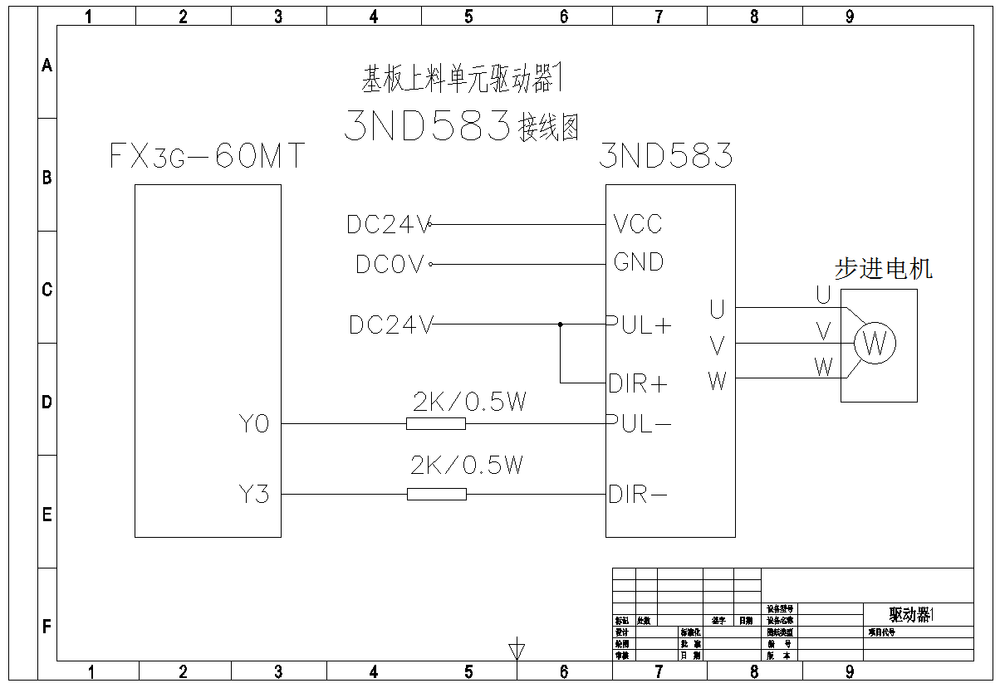 1 2 3 4 5 6 7 8 9
A
基板上料单元驱动器1
3ND583接线图
B
FX3G-60MT
3ND583
DC24V
VCC
DC0V
GND
步进电机
C
U
U
DC24V
PUL+
V
V
W
W
W
DIR+
D
2K/0.5W
Y0
PUL-
2K/0.5W
Y3
DIR-
E
F
设备型号
标记 处数 签字 日期 设备名称
驱动器1
设计 标准化 图纸类型 项目代号
绘图 批 准 编 号
审核 日 期 版 本
1 2 3 4 5 6 7 8 9